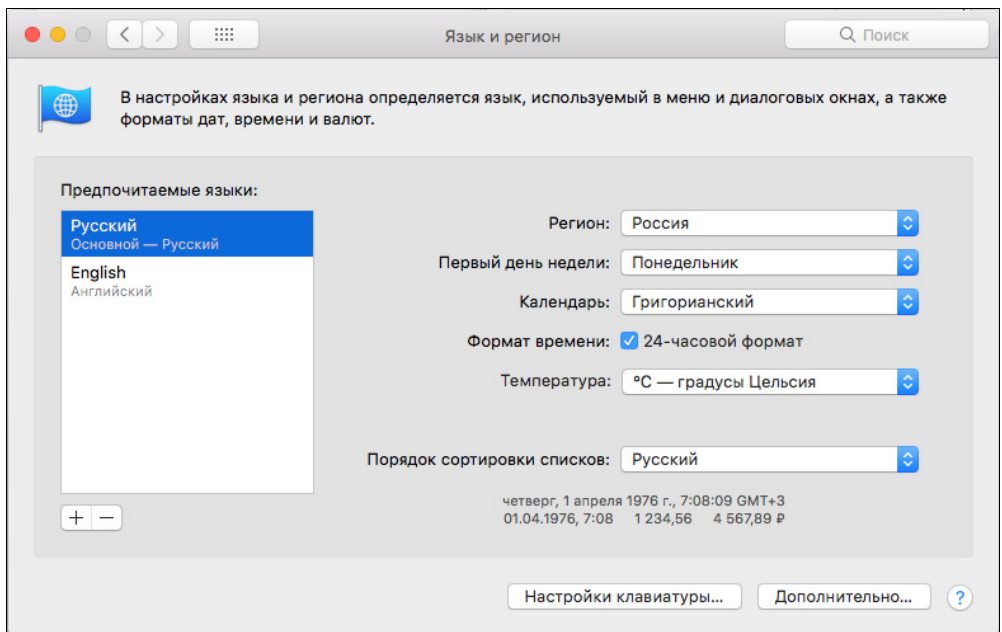 Язык и регион
Поиск
В настройках языка и региона определяется язык, используемый в меню и диалоговых окнах, а также
форматы дат, времени и валют.
Предпочитаемые языки:
Русский
Основной — Русский
English
Английский
Регион: Россия
Первый день недели: Понедельник
Календарь: Григорианский
Формат времени: 24-часовой формат
Температура: °C — градусы Цельсия
Порядок сортировки списков: Русский
четверг, 1 апреля 1976 г., 7:08:09 GMT+3
01.04.1976, 7:08 1 234,56 4 567,89 ₽
+ −
Настройки клавиатуры... Дополнительно... ?